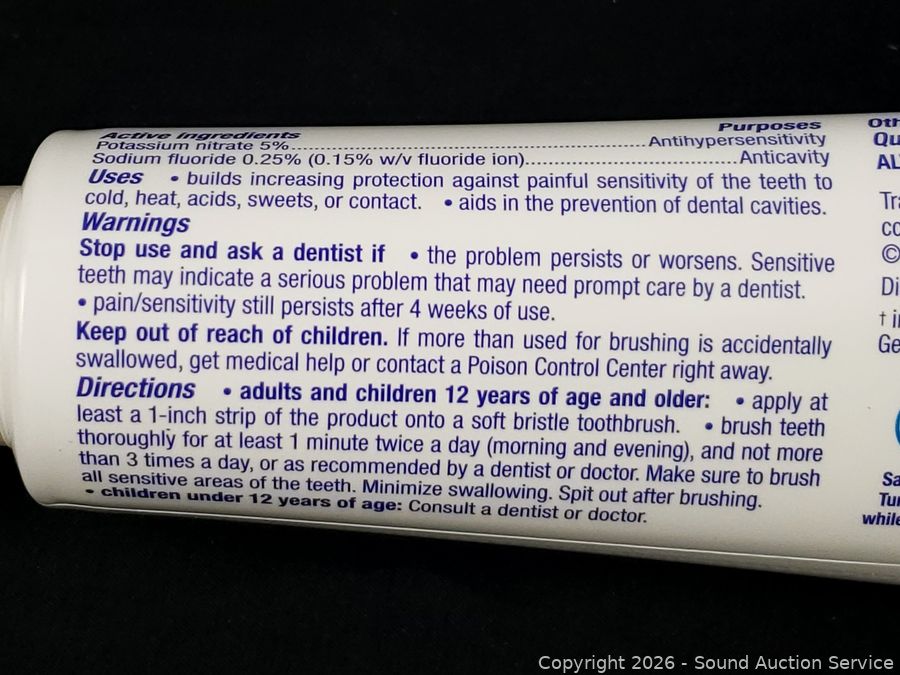 Active ingredients Purposes
Potassium nitrate 5%........Antihypersensitivity
Sodium fluoride 0.25% (0.15% w/v fluoride ion)........Anticavity
Uses • builds increasing protection against painful sensitivity of the teeth to
cold, heat, acids, sweets, or contact. • aids in the prevention of dental cavities.
Warnings
Stop use and ask a dentist if • the problem persists or worsens. Sensitive
teeth may indicate a serious problem that may need prompt care by a dentist.
• pain/sensitivity still persists after 4 weeks of use.
Keep out of reach of children. If more than used for brushing is accidentally
swallowed, get medical help or contact a Poison Control Center right away.
Directions • adults and children 12 years of age and older: • apply at
least a 1-inch strip of the product onto a soft bristle toothbrush. • brush teeth
thoroughly for at least 1 minute twice a day (morning and evening), and not more
than 3 times a day, or as recommended by a dentist or doctor. Make sure to brush
all sensitive areas of the teeth. Minimize swallowing. Spit out after brushing.
• children under 12 years of age: Consult a dentist or doctor.
©
†
while
Copyright 2026 - Sound Auction Service